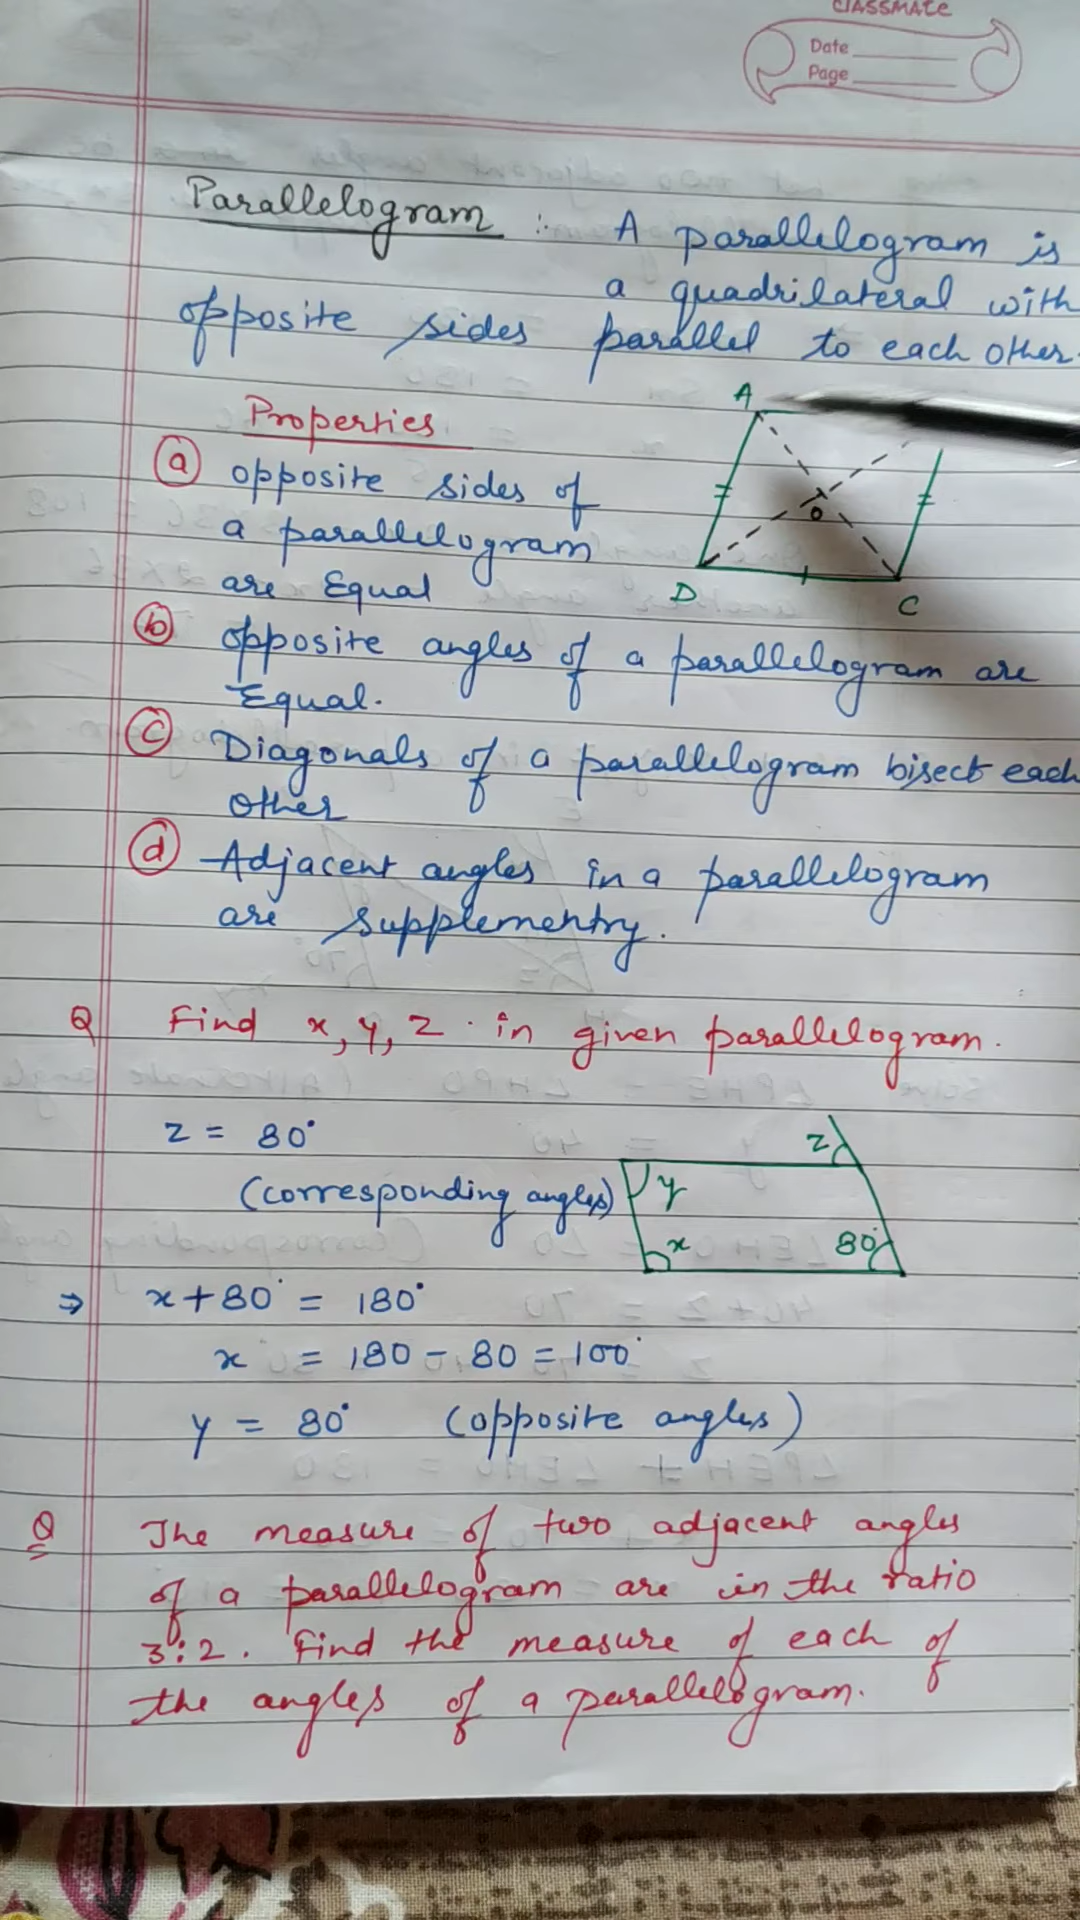 CLASSMATE
Date
Page
Parallelogram :- A parallelogram is
a quadrilateral with
opposite sides parallel to each other.
Properties
A
(a) opposite sides of
a parallelogram
are Equal
O
D
C
(b) opposite angles of a parallelogram are
Equal.
(c) Diagonals of a parallelogram bisect each
other
(d) Adjacent angles in a parallelogram
are supplementry.
Q Find x, y, z in given parallelogram.
z = 80°
z
(corresponding angles)
y
x
80°
⇒ x + 80° = 180°
x = 180 - 80 = 100°
y = 80° (opposite angles)
Q The measure of two adjacent angles
of a parallelogram are in the ratio
3:2. Find the measure of each of
the angles of a parallelogram.